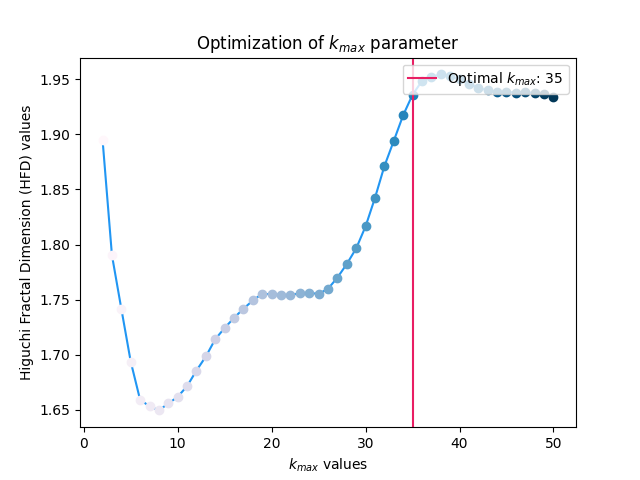 Optimization of k_max parameter
Optimal k_max: 35
Higuchi Fractal Dimension (HFD) values
1.95
1.90
1.85
1.80
1.75
1.70
1.65
0 10 20 30 40 50
k_max values